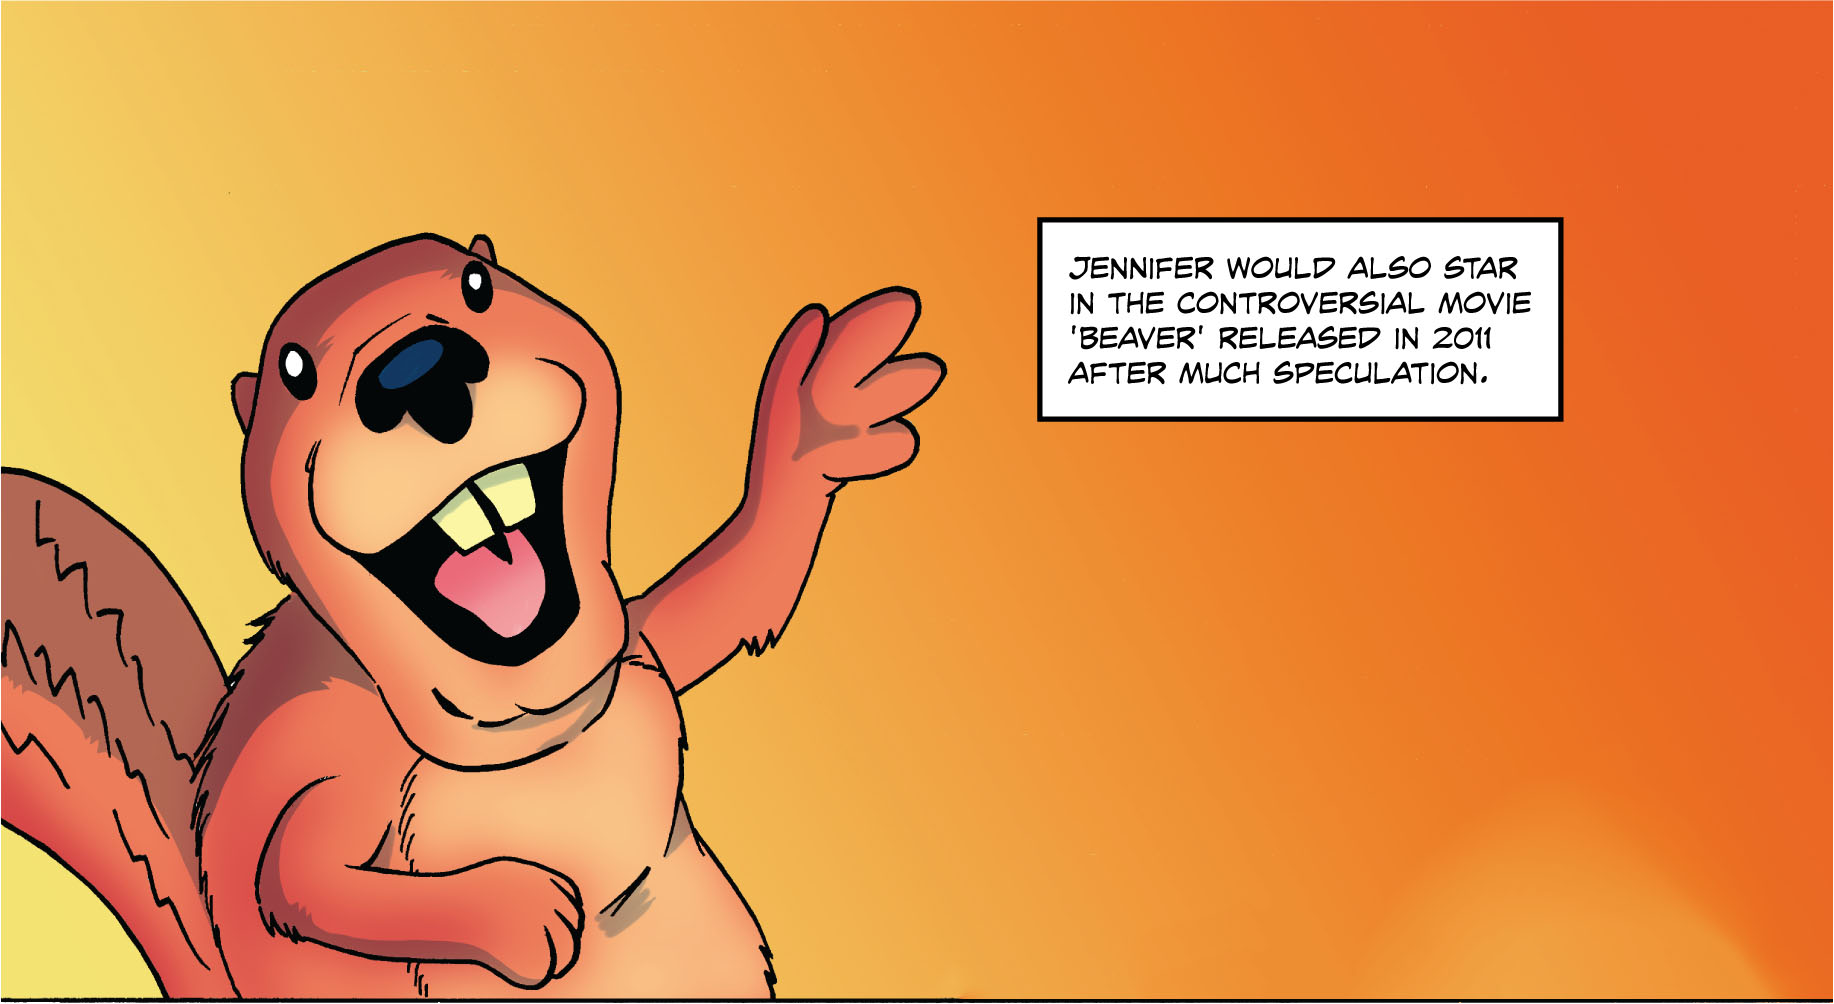 JENNIFER WOULD ALSO STAR
IN THE CONTROVERSIAL MOVIE
'BEAVER' RELEASED IN 2011
AFTER MUCH SPECULATION.